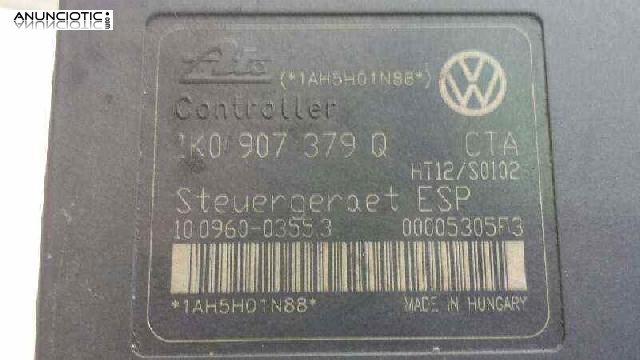 ANUNCIOTIC.com
Ate (*1AH5H01N88*)
Controller
1K0 907 379 Q CTA
HT12/S0102
Steuergeraet ESP
10.0960-0355.3 00005305F3
*1AH5H01N88*
MADE IN HUNGARY